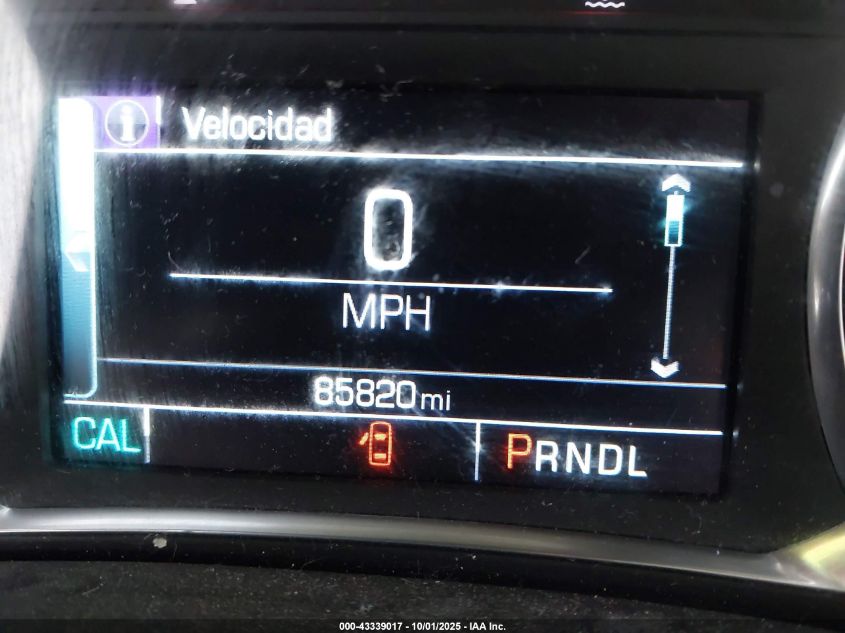 i Velocidad
0
MPH
85820 mi
CAL PRNDL
000-43339017 - 10/01/2025 - IAA Inc.